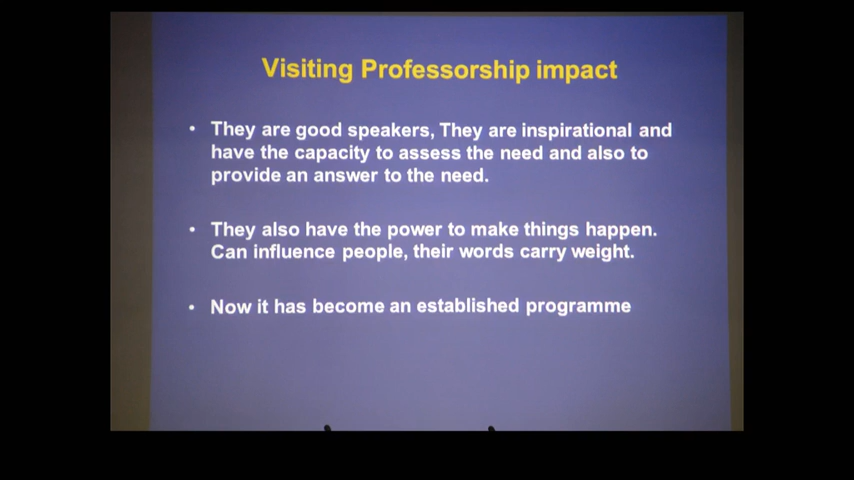 Visiting Professorship impact
• They are good speakers, They are inspirational and
have the capacity to assess the need and also to
provide an answer to the need.
• They also have the power to make things happen.
Can influence people, their words carry weight.
• Now it has become an established programme